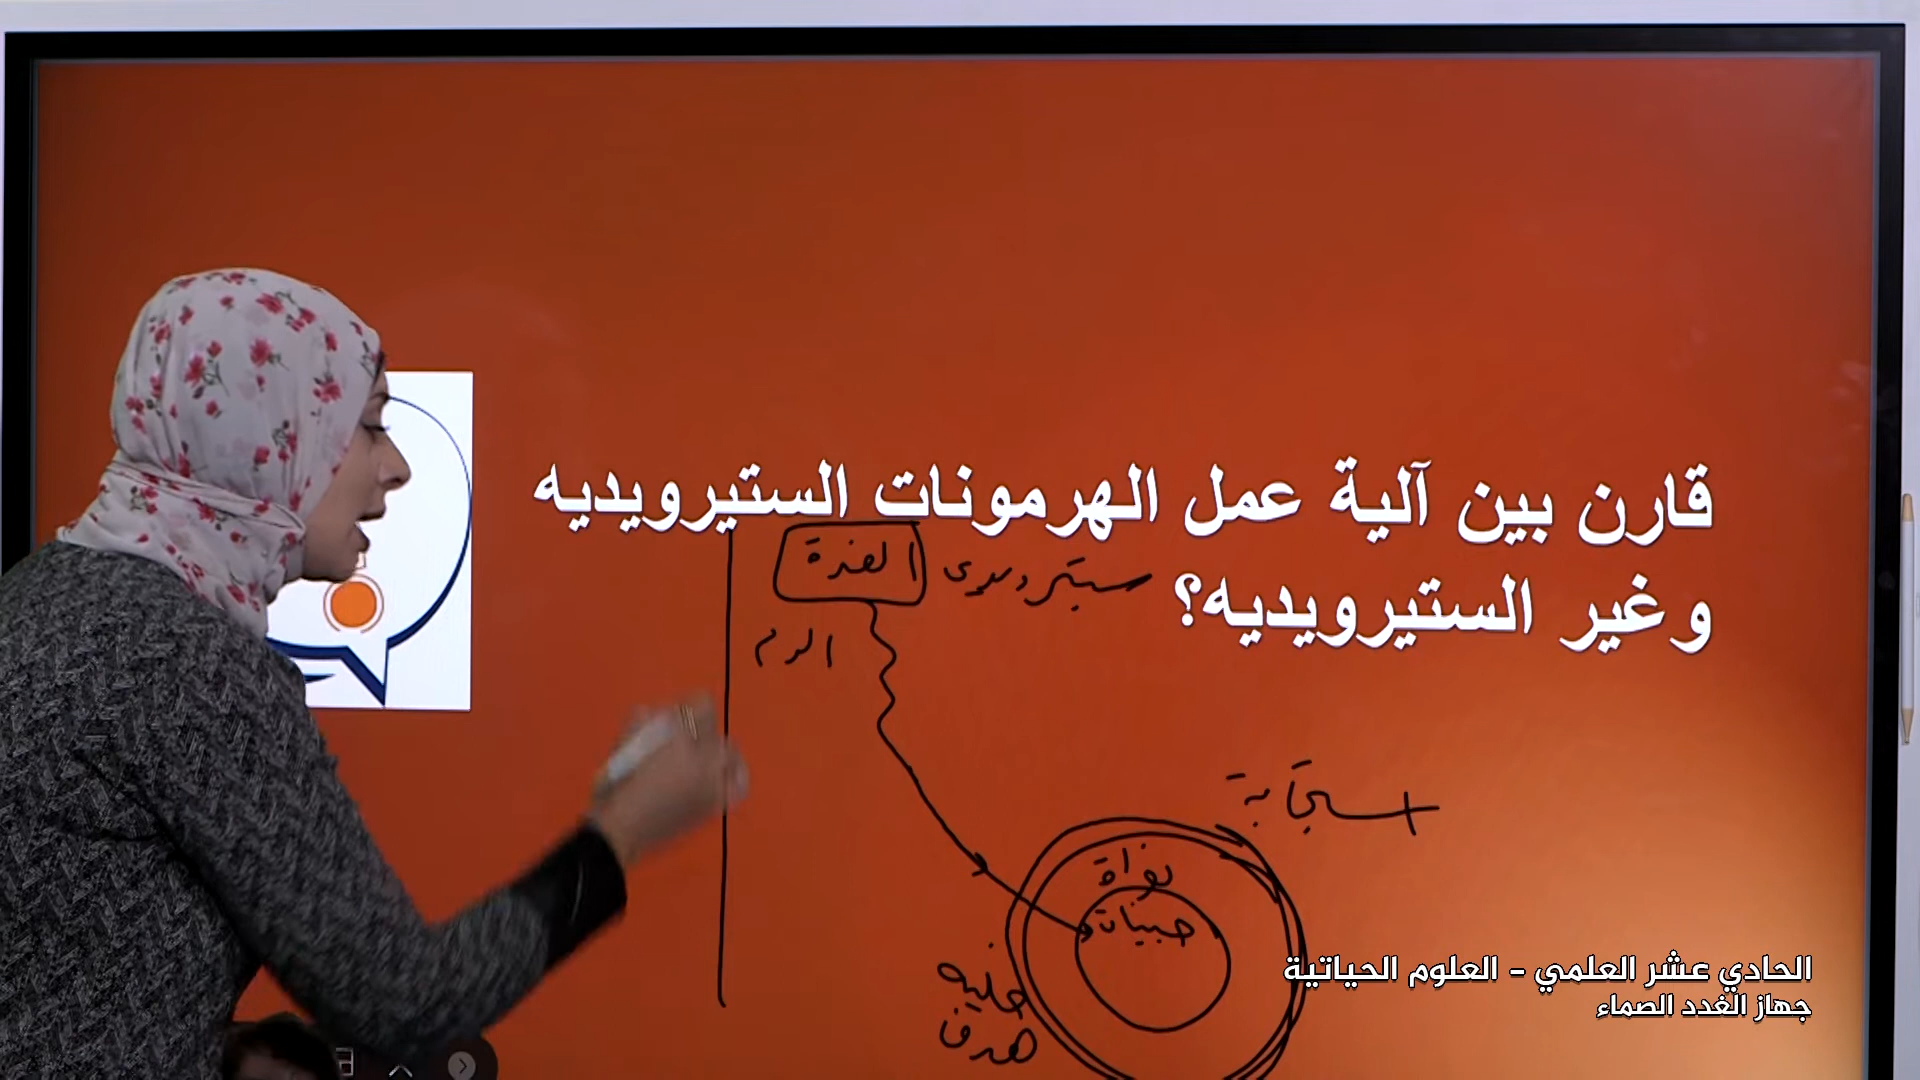 قارن بين آلية عمل الهرمونات الستيرويديه
وغير الستيرويديه؟
الغدة
ستيرويدي
الدم
استجابة
نواة
جينات
خلية
هدف
الحادي عشر العلمي - العلوم الحياتية
جهاز الغدد الصماء